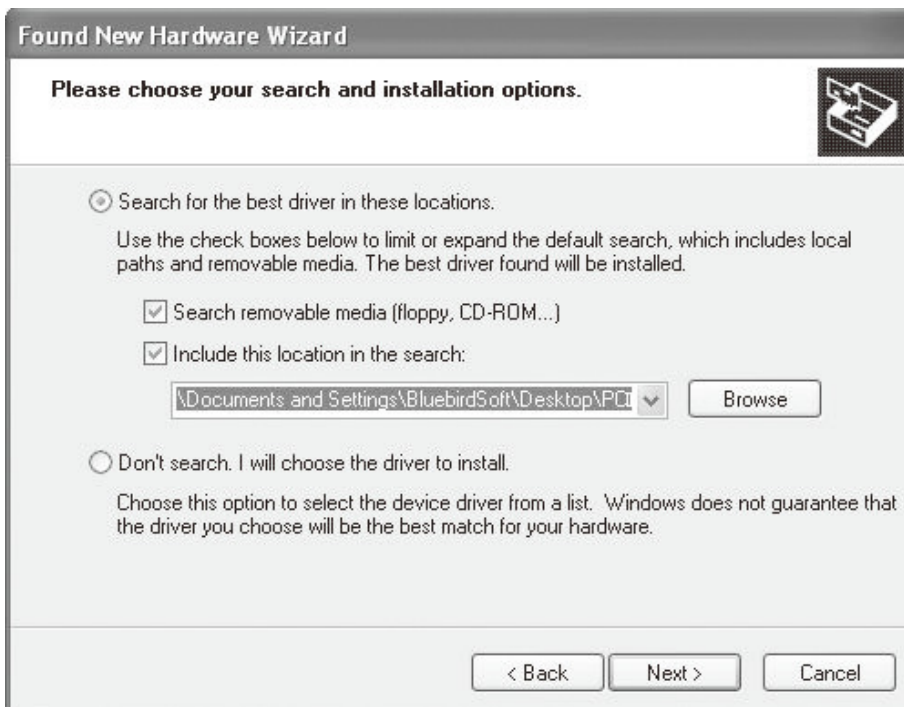 Found New Hardware Wizard
Please choose your search and installation options.
Search for the best driver in these locations.
Use the check boxes below to limit or expand the default search, which includes local
paths and removable media. The best driver found will be installed.
Search removable media (floppy, CD-ROM...)
Include this location in the search:
\Documents and Settings\BluebirdSoft\Desktop\PCI
Browse
Don't search. I will choose the driver to install.
Choose this option to select the device driver from a list. Windows does not guarantee that
the driver you choose will be the best match for your hardware.
< Back
Next >
Cancel